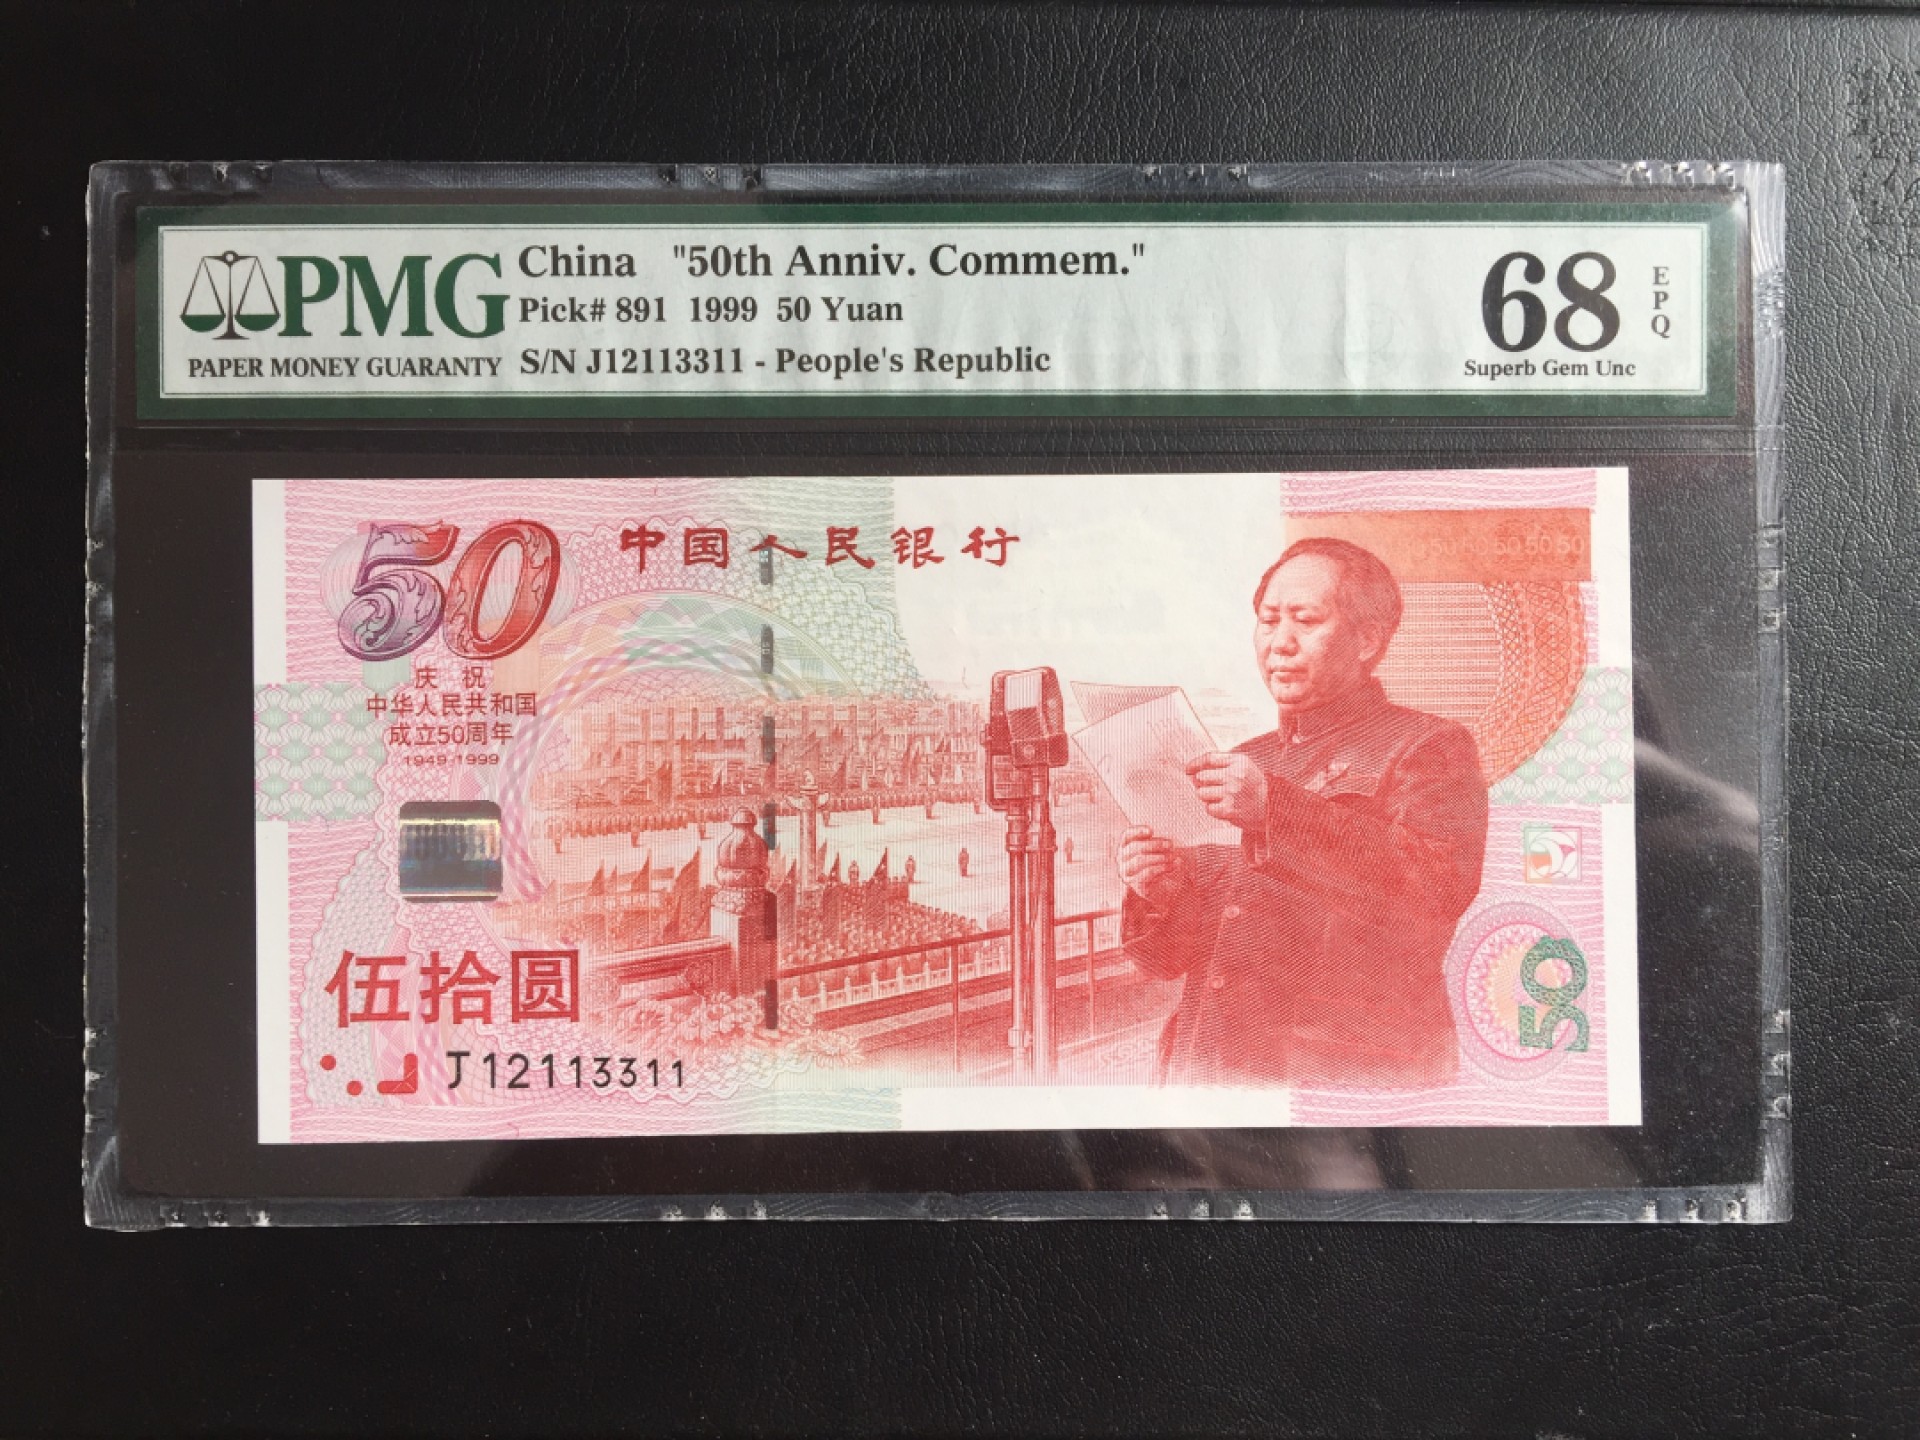 PMG
PAPER MONEY GUARANTY
China "50th Anniv. Commem."
Pick# 891 1999 50 Yuan
S/N J12113311 - People's Republic
68
EPQ
Superb Gem Unc
50
中国人民银行
庆祝
中华人民共和国
成立50周年
1949-1999
伍拾圆
J12113311
50